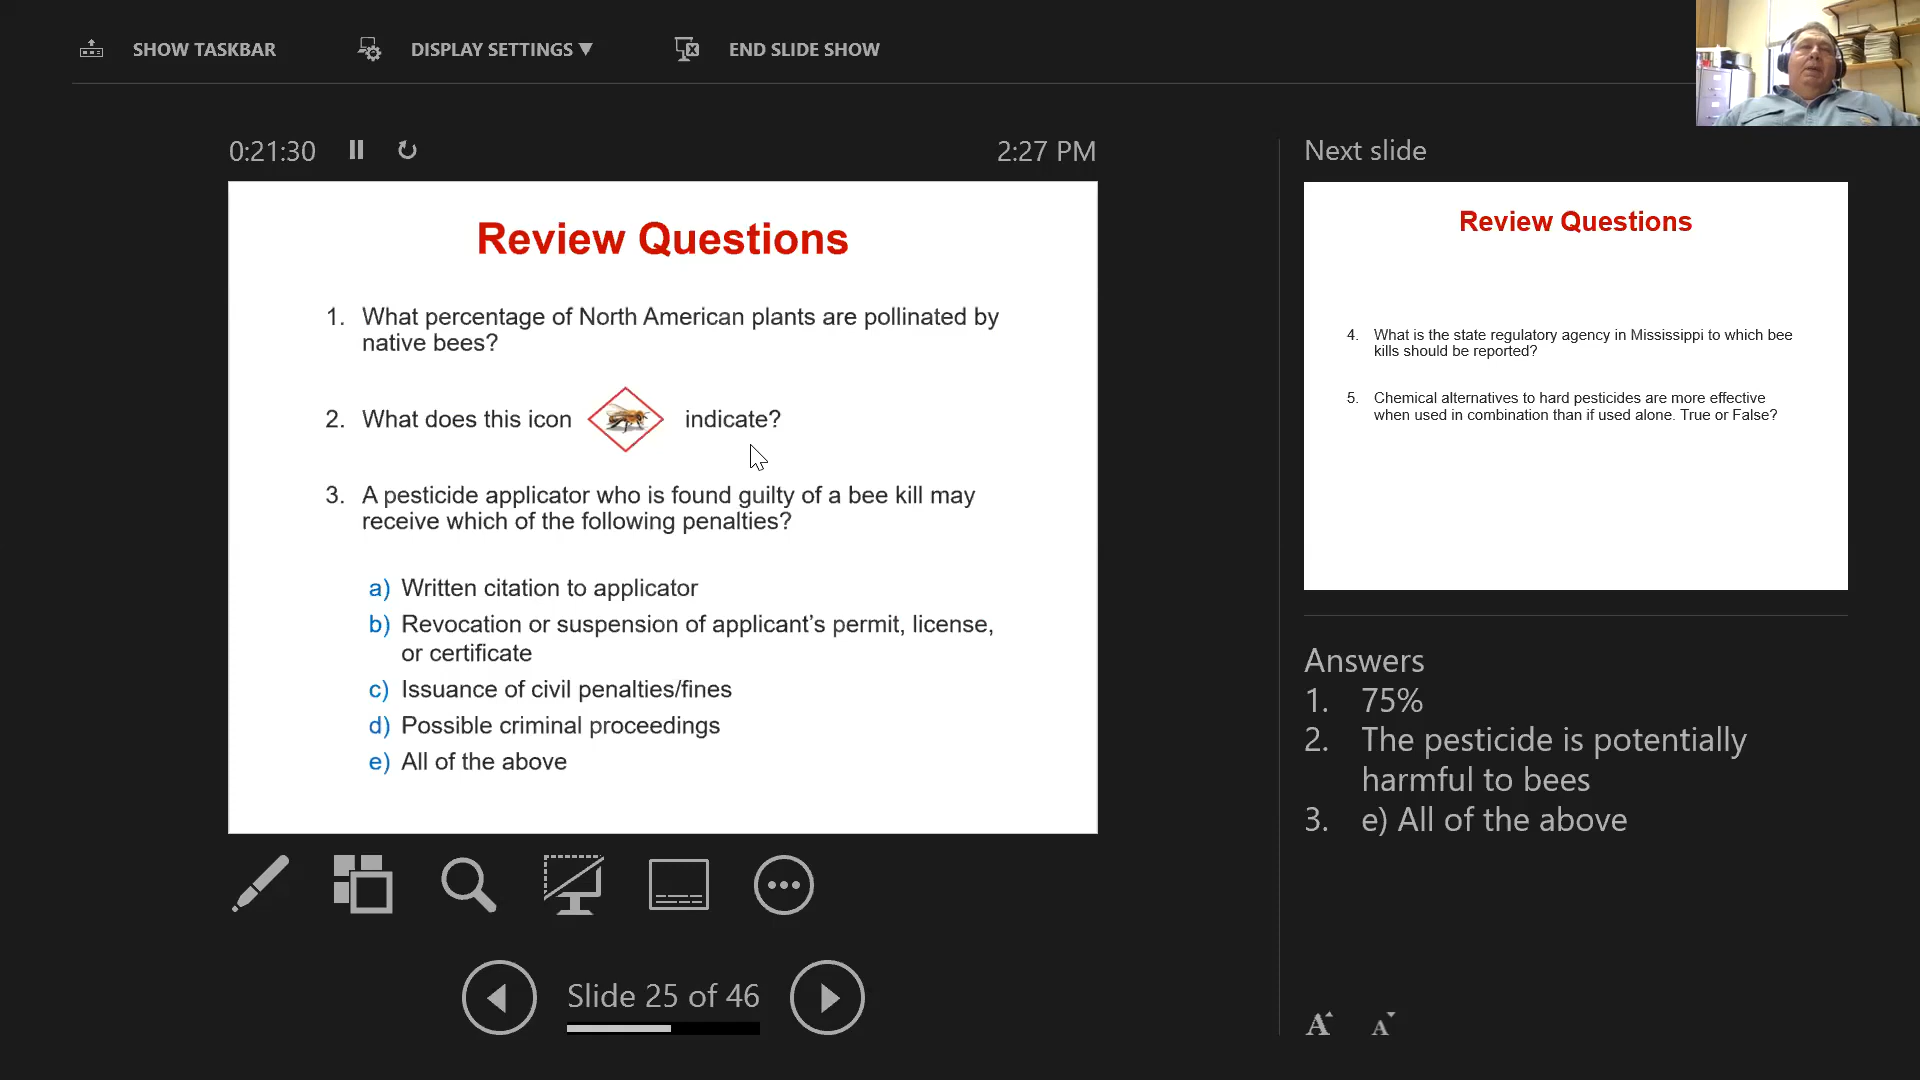 SHOW TASKBAR
DISPLAY SETTINGS ▼
END SLIDE SHOW
0:21:30
2:27 PM
Review Questions
1. What percentage of North American plants are pollinated by
native bees?
2. What does this icon indicate?
3. A pesticide applicator who is found guilty of a bee kill may
receive which of the following penalties?
a) Written citation to applicator
b) Revocation or suspension of applicant’s permit, license,
or certificate
c) Issuance of civil penalties/fines
d) Possible criminal proceedings
e) All of the above
Slide 25 of 46
Next slide
Review Questions
4. What is the state regulatory agency in Mississippi to which bee
kills should be reported?
5. Chemical alternatives to hard pesticides are more effective
when used in combination than if used alone. True or False?
Answers
1. 75%
2. The pesticide is potentially
harmful to bees
3. e) All of the above
A A